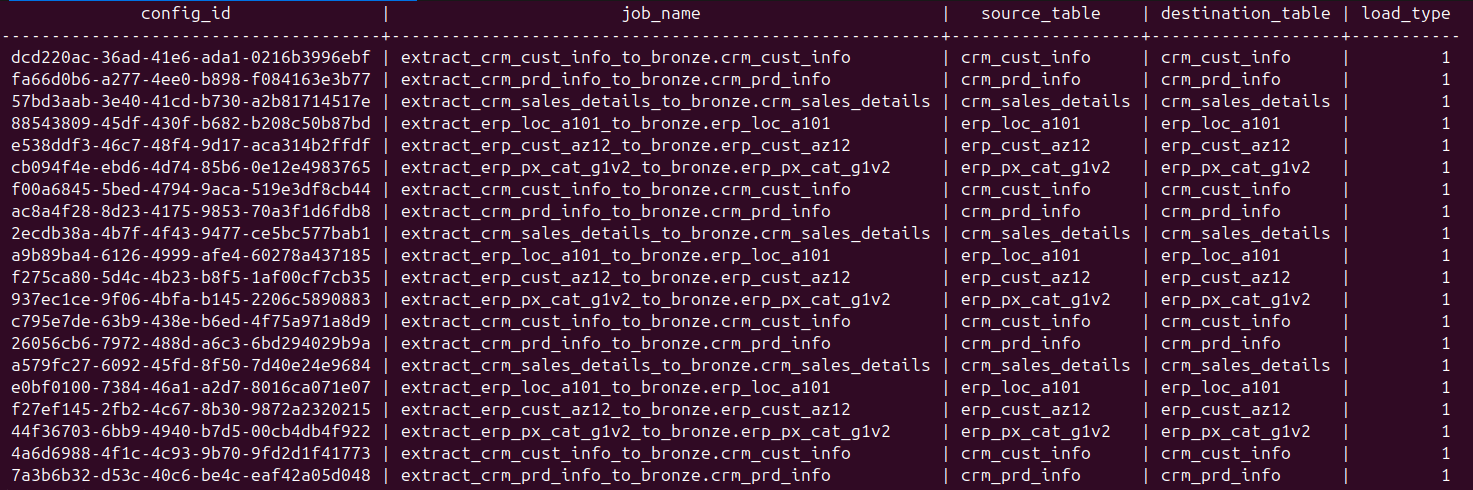 config_id | job_name | source_table | destination_table | load_type
--------------------------------------+--------------------------------------------------------+--------------------+--------------------+-----------
dcd220ac-36ad-41e6-ada1-0216b3996ebf | extract_crm_cust_info_to_bronze.crm_cust_info | crm_cust_info | crm_cust_info | 1
fa66d0b6-a277-4ee0-b898-f084163e3b77 | extract_crm_prd_info_to_bronze.crm_prd_info | crm_prd_info | crm_prd_info | 1
57bd3aab-3e40-41cd-b730-a2b81714517e | extract_crm_sales_details_to_bronze.crm_sales_details | crm_sales_details | crm_sales_details | 1
88543809-45df-430f-b682-b208c50b87bd | extract_erp_loc_a101_to_bronze.erp_loc_a101 | erp_loc_a101 | erp_loc_a101 | 1
e538ddf3-46c7-48f4-9d17-aca314b2ffdf | extract_erp_cust_az12_to_bronze.erp_cust_az12 | erp_cust_az12 | erp_cust_az12 | 1
cb094f4e-ebd6-4d74-85b6-0e12e4983765 | extract_erp_px_cat_g1v2_to_bronze.erp_px_cat_g1v2 | erp_px_cat_g1v2 | erp_px_cat_g1v2 | 1
f00a6845-5bed-4794-9aca-519e3df8cb44 | extract_crm_cust_info_to_bronze.crm_cust_info | crm_cust_info | crm_cust_info | 1
ac8a4f28-8d23-4175-9853-70a3f1d6fdb8 | extract_crm_prd_info_to_bronze.crm_prd_info | crm_prd_info | crm_prd_info | 1
2ecdb38a-4b7f-4f43-9477-ce5bc577bab1 | extract_crm_sales_details_to_bronze.crm_sales_details | crm_sales_details | crm_sales_details | 1
a9b89ba4-6126-4999-afe4-60278a437185 | extract_erp_loc_a101_to_bronze.erp_loc_a101 | erp_loc_a101 | erp_loc_a101 | 1
f275ca80-5d4c-4b23-b8f5-1af00cf7cb35 | extract_erp_cust_az12_to_bronze.erp_cust_az12 | erp_cust_az12 | erp_cust_az12 | 1
937ec1ce-9f06-4bfa-b145-2206c5890883 | extract_erp_px_cat_g1v2_to_bronze.erp_px_cat_g1v2 | erp_px_cat_g1v2 | erp_px_cat_g1v2 | 1
c795e7de-63b9-438e-b6ed-4f75a971a8d9 | extract_crm_cust_info_to_bronze.crm_cust_info | crm_cust_info | crm_cust_info | 1
26056cb6-7972-488d-a6c3-6bd294029b9a | extract_crm_prd_info_to_bronze.crm_prd_info | crm_prd_info | crm_prd_info | 1
a579fc27-6092-45fd-8f50-7d40e24e9684 | extract_crm_sales_details_to_bronze.crm_sales_details | crm_sales_details | crm_sales_details | 1
e0bf0100-7384-46a1-a2d7-8016ca071e07 | extract_erp_loc_a101_to_bronze.erp_loc_a101 | erp_loc_a101 | erp_loc_a101 | 1
f27ef145-2fb2-4c67-8b30-9872a2320215 | extract_erp_cust_az12_to_bronze.erp_cust_az12 | erp_cust_az12 | erp_cust_az12 | 1
44f36703-6bb9-4940-b7d5-00cb4db4f922 | extract_erp_px_cat_g1v2_to_bronze.erp_px_cat_g1v2 | erp_px_cat_g1v2 | erp_px_cat_g1v2 | 1
4a6d6988-4f1c-4c93-9b70-9fd2d1f41773 | extract_crm_cust_info_to_bronze.crm_cust_info | crm_cust_info | crm_cust_info | 1
7a3b6b32-d53c-40c6-be4c-eaf42a05d048 | extract_crm_prd_info_to_bronze.crm_prd_info | crm_prd_info | crm_prd_info | 1